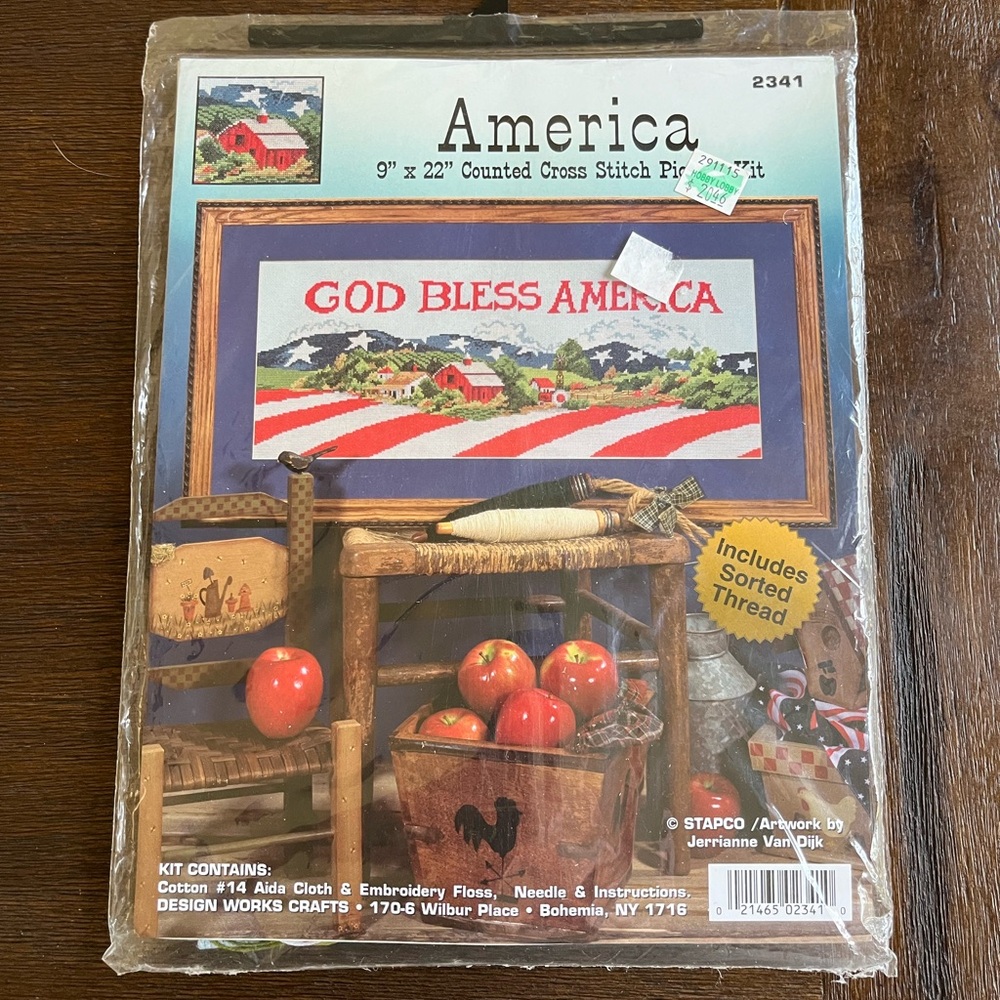 2341
America
9" x 22" Counted Cross Stitch Kit
291115
HOBBY LOBBY
$ 20.46
GOD BLESS AMERICA
Includes
Sorted
Thread
© STAPCO /Artwork by
Jerrianne Van Dijk
KIT CONTAINS:
Cotton #14 Aida Cloth & Embroidery Floss, Needle & Instructions.
DESIGN WORKS CRAFTS • 170-6 Wilbur Place • Bohemia, NY 1716
0 21465 02341 0